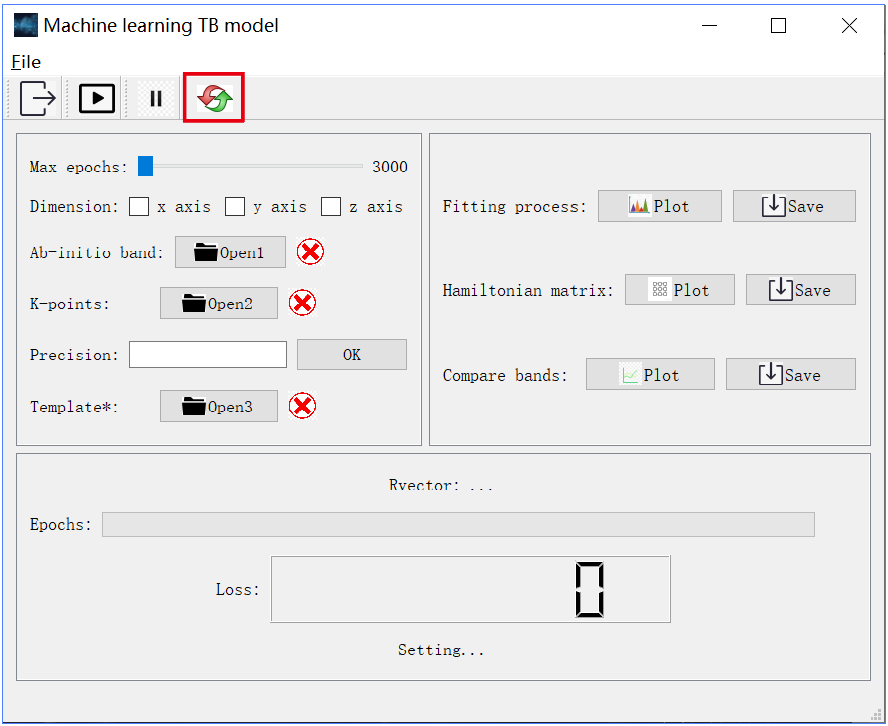 Machine learning TB model
File
Max epochs: 3000
Dimension: x axis y axis z axis
Ab-initio band: Open1
K-points: Open2
Precision: OK
Template*: Open3
Fitting process: Plot Save
Hamiltonian matrix: Plot Save
Compare bands: Plot Save
Rvector: ...
Epochs:
Loss: 0
Setting...